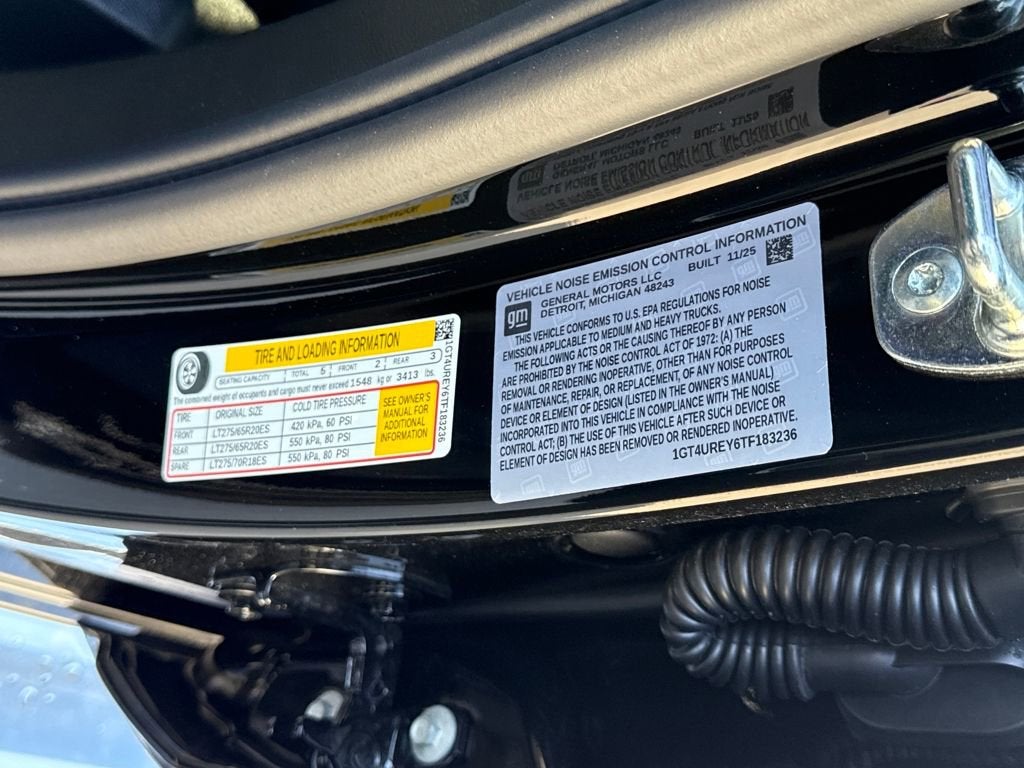 TIRE AND LOADING INFORMATION
SEATING CAPACITY TOTAL 5 FRONT 2 REAR 3
The combined weight of occupants and cargo must never exceed 1548 kg or 3413 lbs.
TIRE ORIGINAL SIZE COLD TIRE PRESSURE
FRONT LT275/65R20ES 420 kPa, 60 PSI
REAR LT275/65R20ES 550 kPa, 80 PSI
SPARE LT275/70R18ES 550 kPa, 80 PSI
SEE OWNER'S
MANUAL FOR
ADDITIONAL
INFORMATION
1GT4UREY6TF183236
VEHICLE NOISE EMISSION CONTROL INFORMATION
gm
GENERAL MOTORS LLC BUILT 11/25
DETROIT, MICHIGAN 48243
THIS VEHICLE CONFORMS TO U.S. EPA REGULATIONS FOR NOISE
EMISSION APPLICABLE TO MEDIUM AND HEAVY TRUCKS.
THE FOLLOWING ACTS OR THE CAUSING THEREOF BY ANY PERSON
ARE PROHIBITED BY THE NOISE CONTROL ACT OF 1972: (A) THE
REMOVAL OR RENDERING INOPERATIVE, OTHER THAN FOR PURPOSES
OF MAINTENANCE, REPAIR, OR REPLACEMENT, OF ANY NOISE CONTROL
DEVICE OR ELEMENT OF DESIGN (LISTED IN THE OWNER'S MANUAL)
INCORPORATED INTO THIS VEHICLE IN COMPLIANCE WITH THE NOISE
CONTROL ACT; (B) THE USE OF THIS VEHICLE AFTER SUCH DEVICE OR
ELEMENT OF DESIGN HAS BEEN REMOVED OR RENDERED INOPERATIVE.
1GT4UREY6TF183236